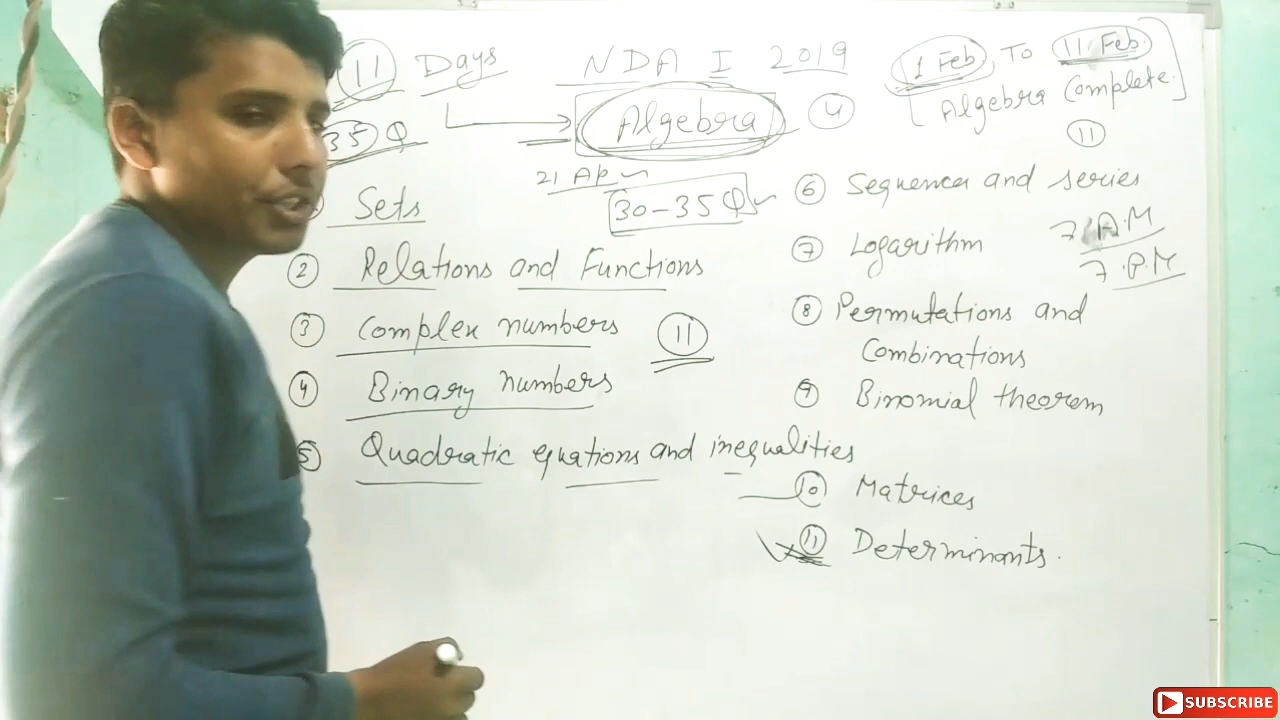 11 Days
NDA I 2019
1 Feb TO 11 Feb
Algebra Complete
11
35 Q
Algebra
4
21 Ap
30-35 Q
Sets
2 Relations and Functions
3 Complex numbers
11
4 Binary numbers
5 Quadratic equations and inequalities
6 Sequence and series
7 Logarithm
7 A.M
7 P.M
8 Permutations and
Combinations
9 Binomial theorem
10 Matrices
11 Determinants.
SUBSCRIBE